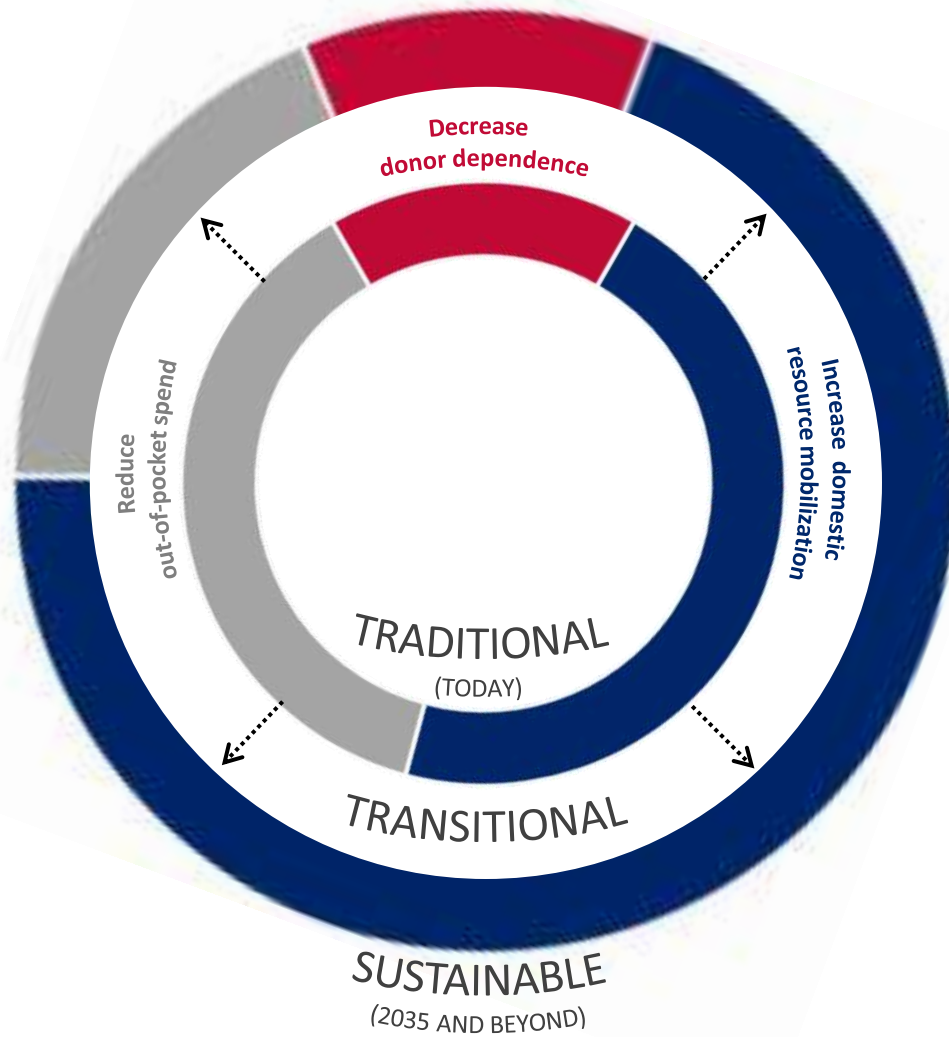 Decrease
donor dependence
Reduce
out-of-pocket spend
Increase domestic
resource mobilization
TRADITIONAL
(TODAY)
TRANSITIONAL
SUSTAINABLE
(2035 AND BEYOND)